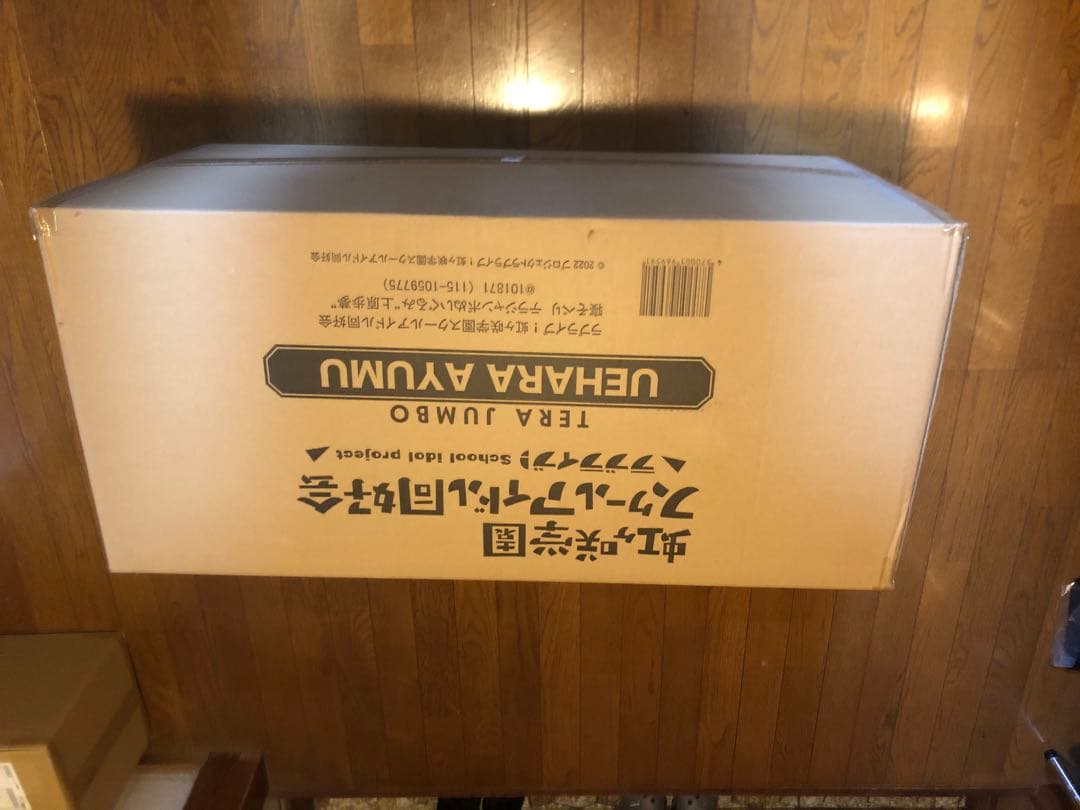 虹ヶ咲学園
スクールアイドル同好会
ラブライブ! School idol project
TERA JUMBO
UEHARA AYUMU
ラブライブ！虹ヶ咲学園スクールアイドル同好会
寝そべり テラジャンボぬいぐるみ“上原歩夢”
@101871 (115-1059775)
© 2022 プロジェクトラブライブ！虹ヶ咲学園スクールアイドル同好会